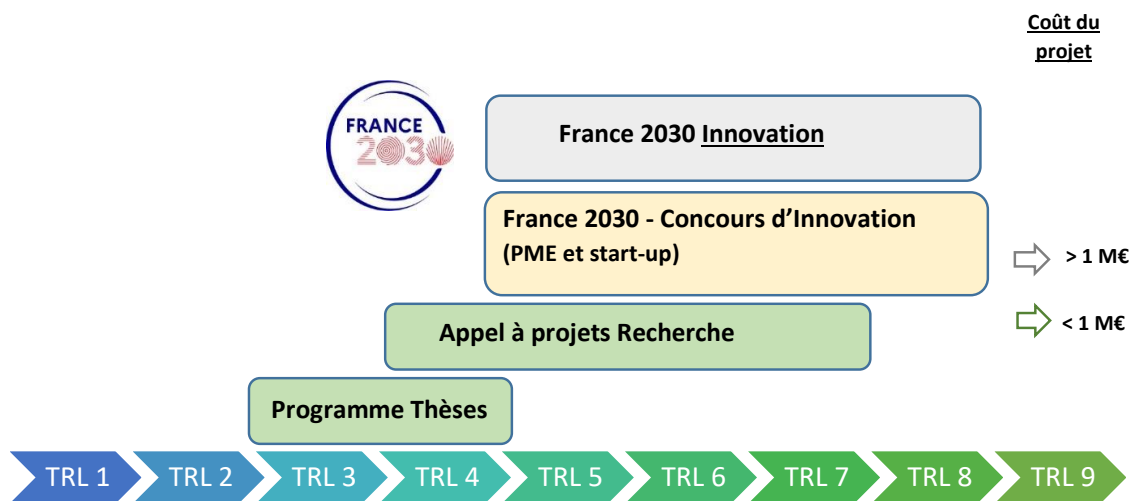 Coût du
projet
FRANCE
2030
France 2030 Innovation
France 2030 - Concours d’Innovation
(PME et start-up)
> 1 M€
< 1 M€
Appel à projets Recherche
Programme Thèses
TRL 1
TRL 2
TRL 3
TRL 4
TRL 5
TRL 6
TRL 7
TRL 8
TRL 9